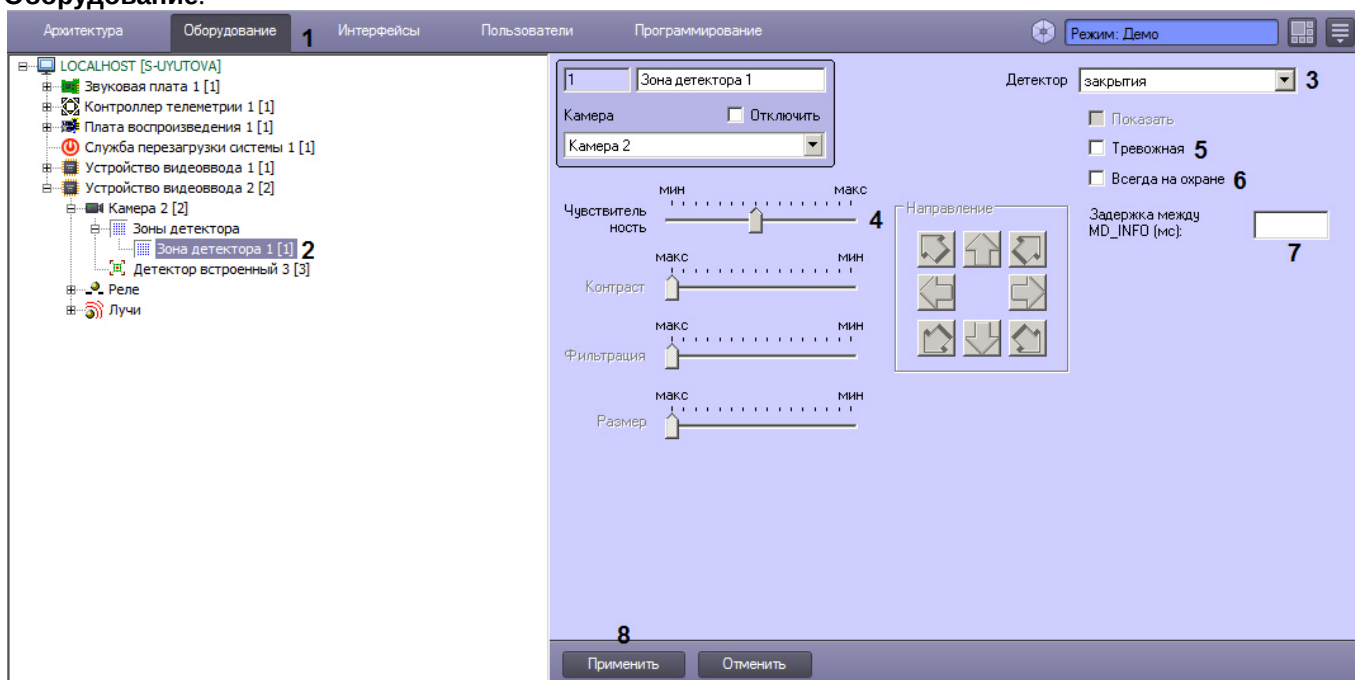 Оборудование.
Архитектура Оборудование 1 Интерфейсы Пользователи Программирование Режим: Демо
LOCALHOST [S-UYUTOVA]
Звуковая плата 1 [1]
Контроллер телеметрии 1 [1]
Плата воспроизведения 1 [1]
Служба перезагрузки системы 1 [1]
Устройство видеоввода 1 [1]
Устройство видеоввода 2 [2]
Камера 2 [2]
Зоны детектора
Зона детектора 1 [1] 2
Детектор встроенный 3 [3]
Реле
Лучи
1 Зона детектора 1
Камера Отключить
Камера 2
мин макс
Чувствитель
ность 4
макс мин
Контраст
макс мин
Фильтрация
макс мин
Размер
Направление
Детектор закрытия 3
Показать
Тревожная 5
Всегда на охране 6
Задержка между
MD_INFO (мс):
7
8
Применить Отменить